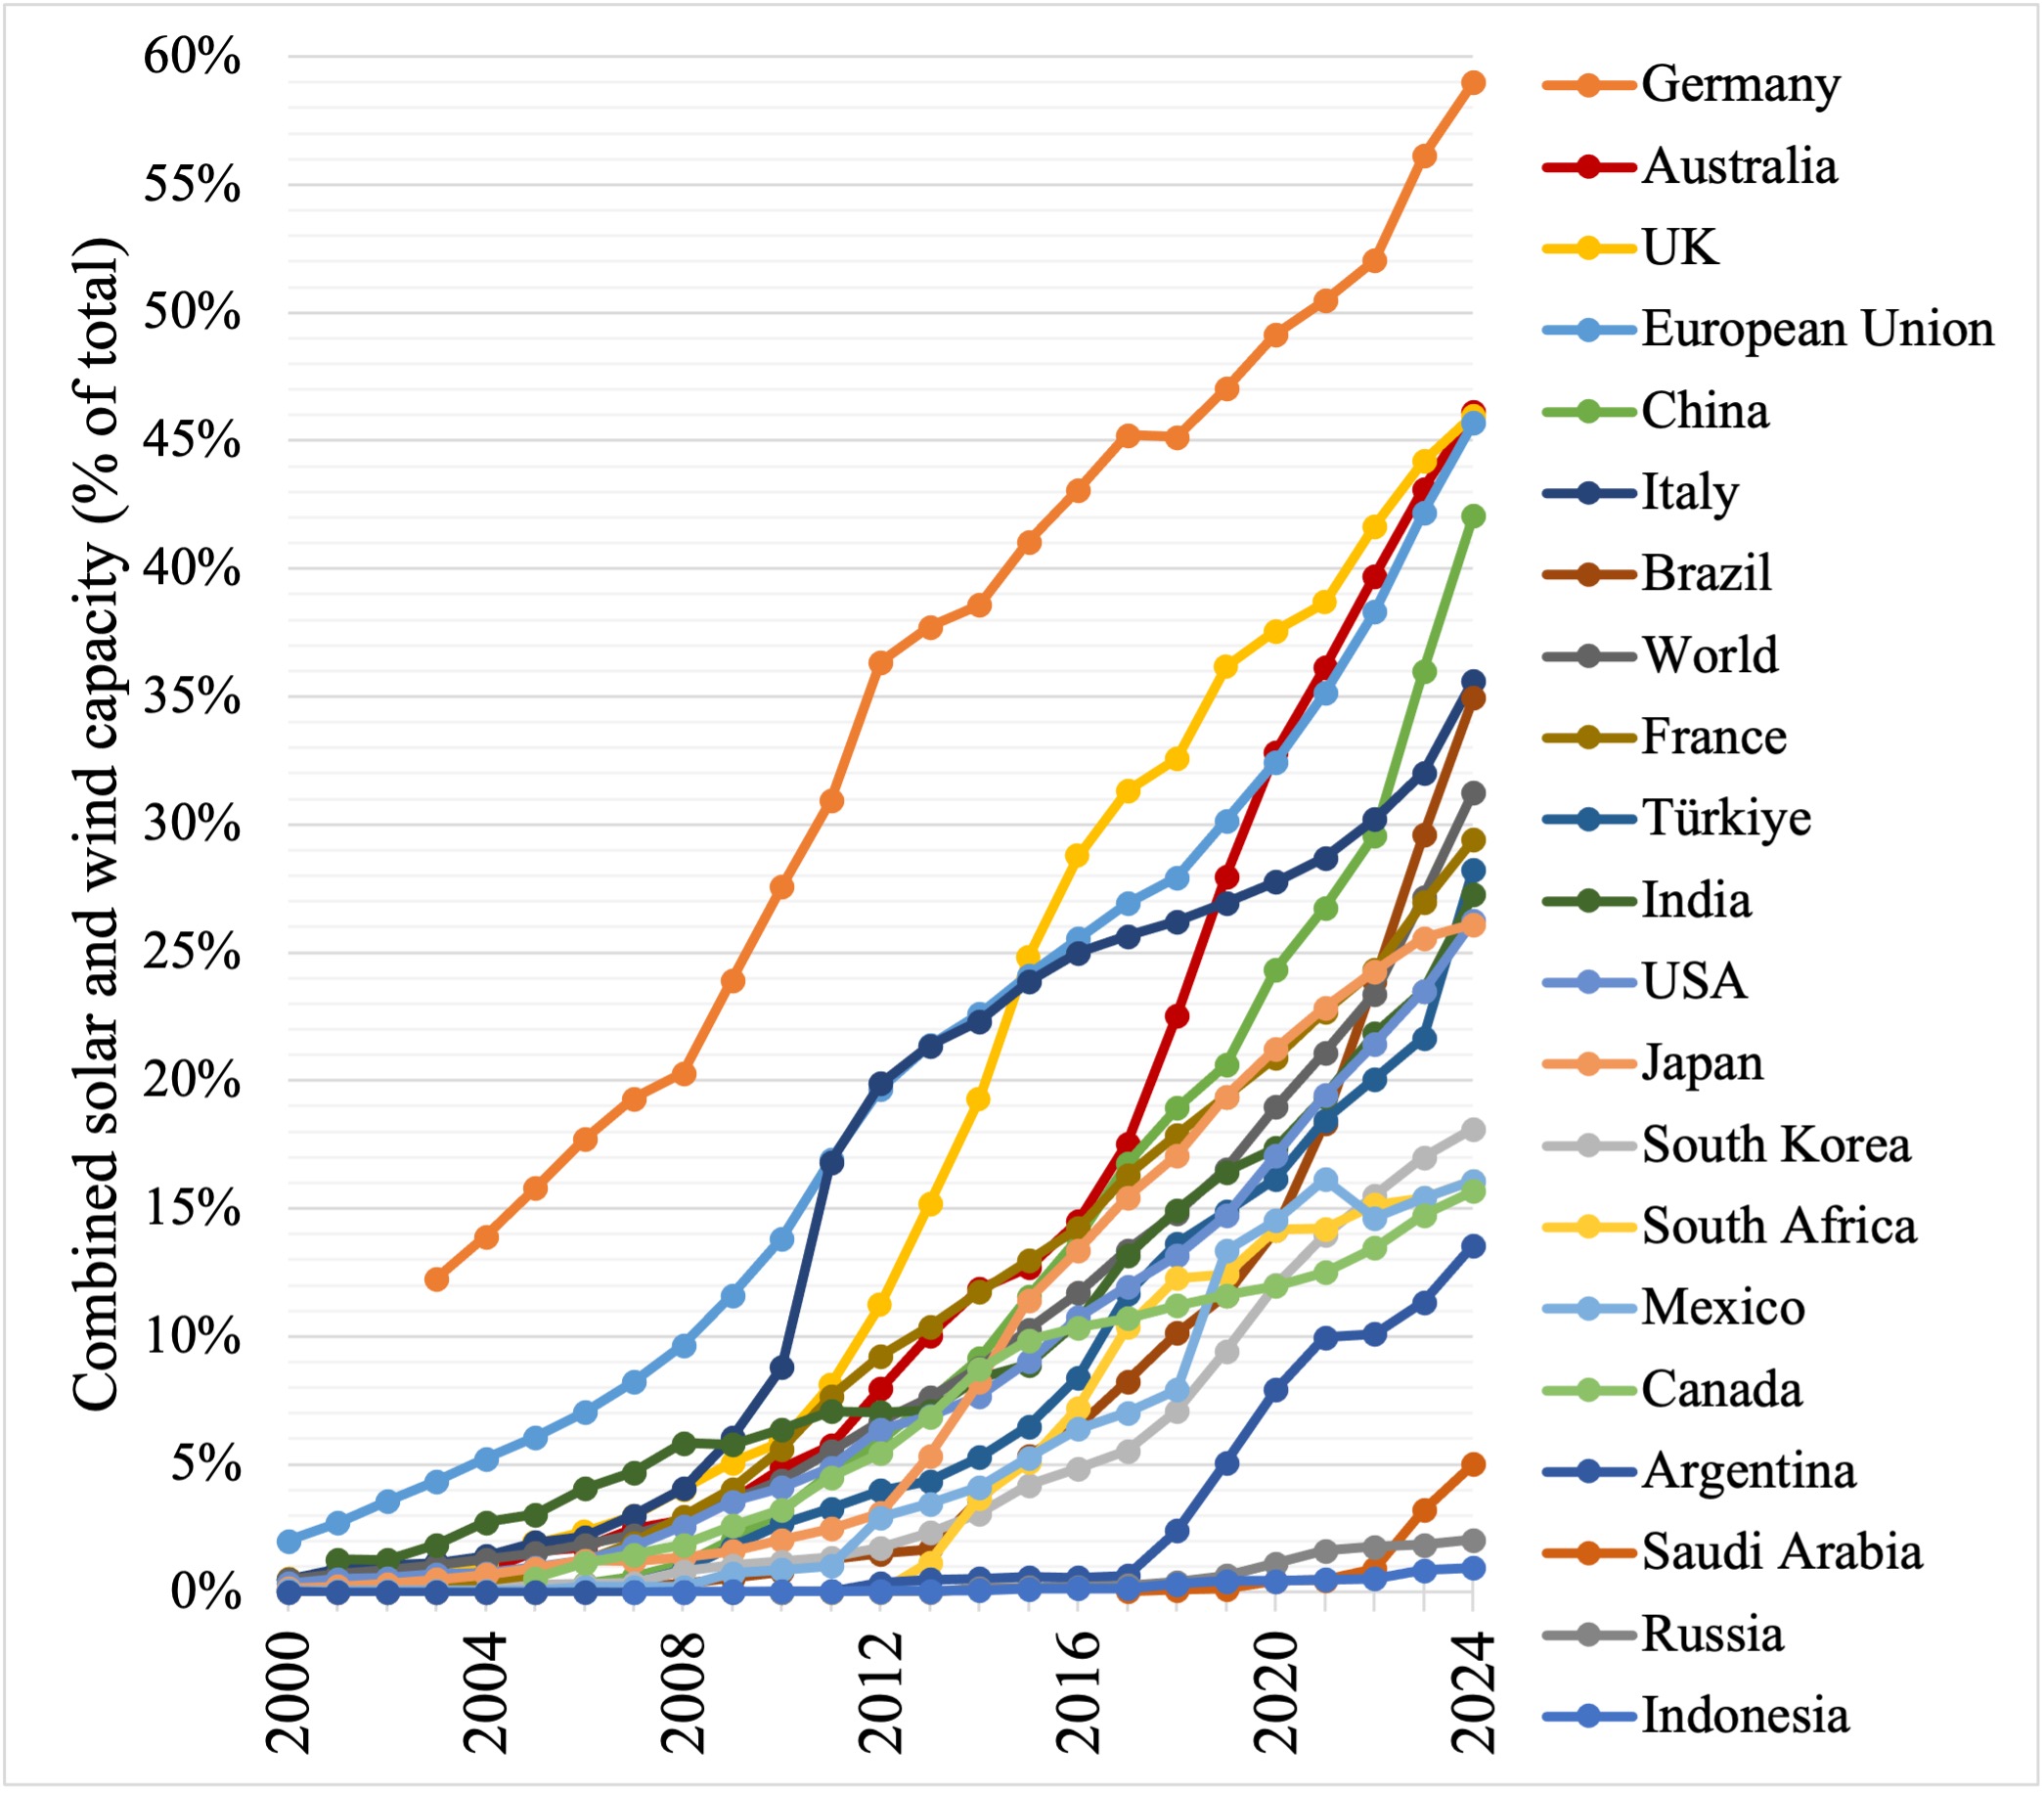 Combined solar and wind capacity (% of total)
60%
55%
50%
45%
40%
35%
30%
25%
20%
15%
10%
5%
0%
2000
2004
2008
2012
2016
2020
2024
Germany
Australia
UK
European Union
China
Italy
Brazil
World
France
Türkiye
India
USA
Japan
South Korea
South Africa
Mexico
Canada
Argentina
Saudi Arabia
Russia
Indonesia